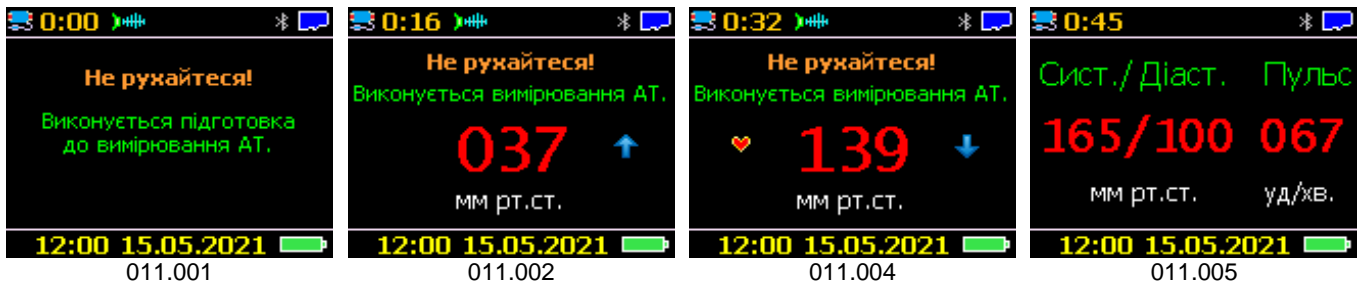 0:00
Не рухайтеся!
Виконується підготовка
до вимірювання АТ.
12:00 15.05.2021
011.001
0:16
Не рухайтеся!
Виконується вимірювання АТ.
037
мм рт.ст.
12:00 15.05.2021
011.002
0:32
Не рухайтеся!
Виконується вимірювання АТ.
139
мм рт.ст.
12:00 15.05.2021
011.004
0:45
Сист./Діаст. Пульс
165/100 067
мм рт.ст. уд/хв.
12:00 15.05.2021
011.005